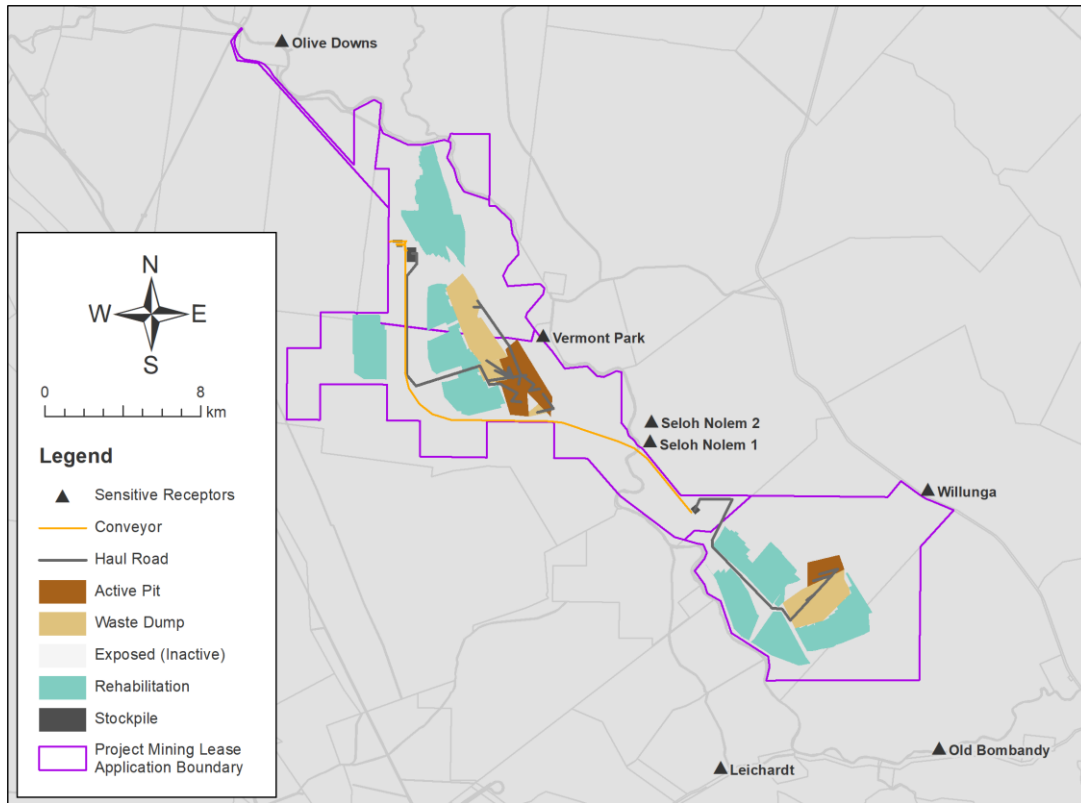 Olive Downs
Vermont Park
Seloh Nolem 2
Seloh Nolem 1
Willunga
Old Bombandy
Leichardt
N
W E
S
0 8
km
Legend
Sensitive Receptors
Conveyor
Haul Road
Active Pit
Waste Dump
Exposed (Inactive)
Rehabilitation
Stockpile
Project Mining Lease
Application Boundary